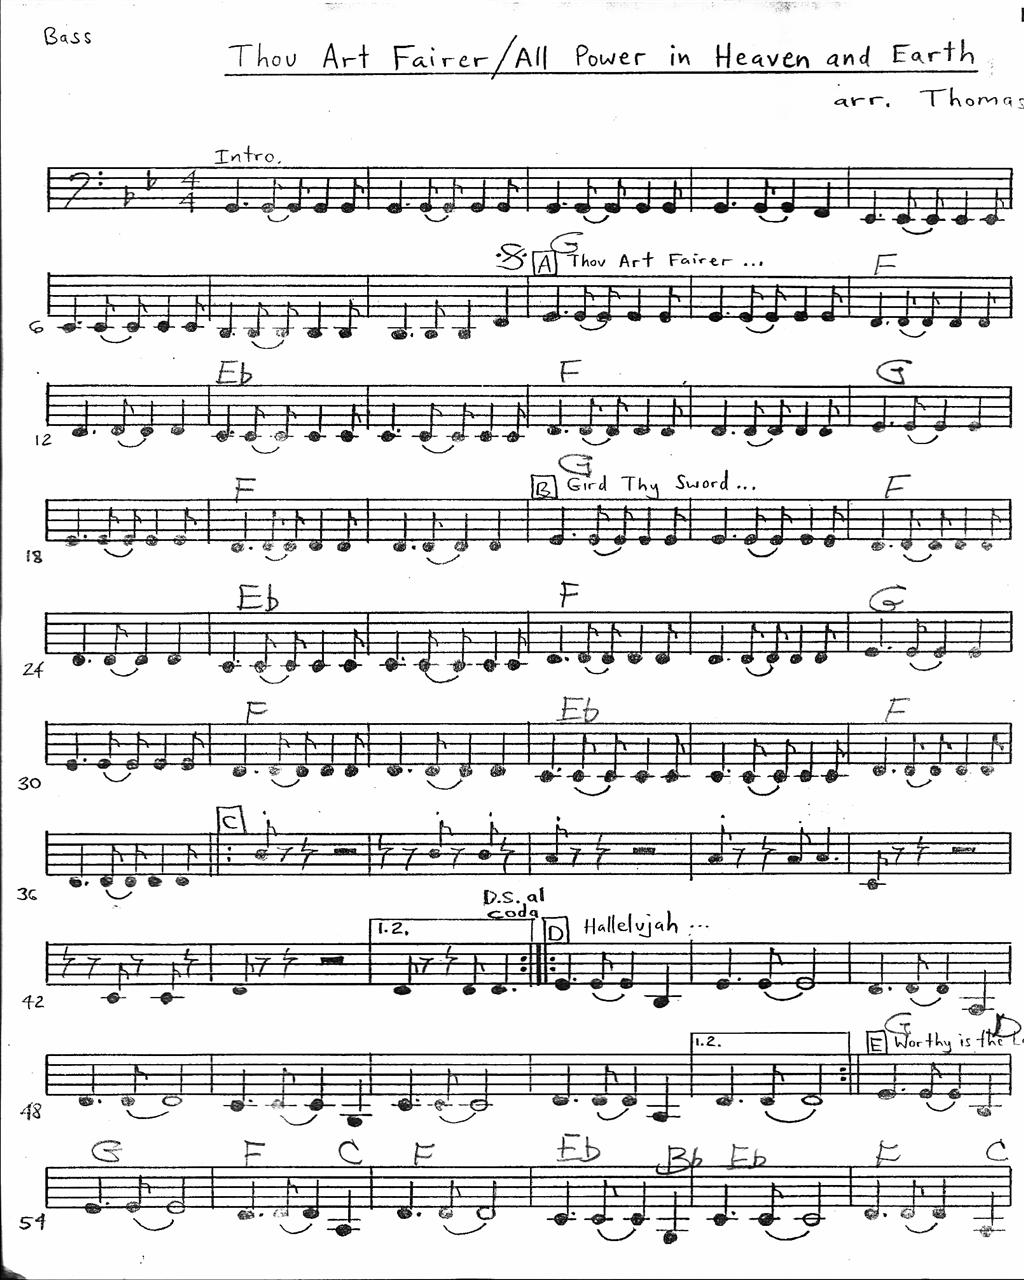 Bass
Thou Art Fairer/All Power in Heaven and Earth
arr. Thomas
Intro.
4
4
G
A Thou Art Fairer ... F
6
Eb F G
12
G
F B Gird Thy Sword ... F
18
Eb F G
24
F Eb F
30
C
36
D.S. al
coda
1.2. D Hallelujah ...
42
G D
1.2. E Worthy is the
48
G F C F Eb Bb Eb F C
54